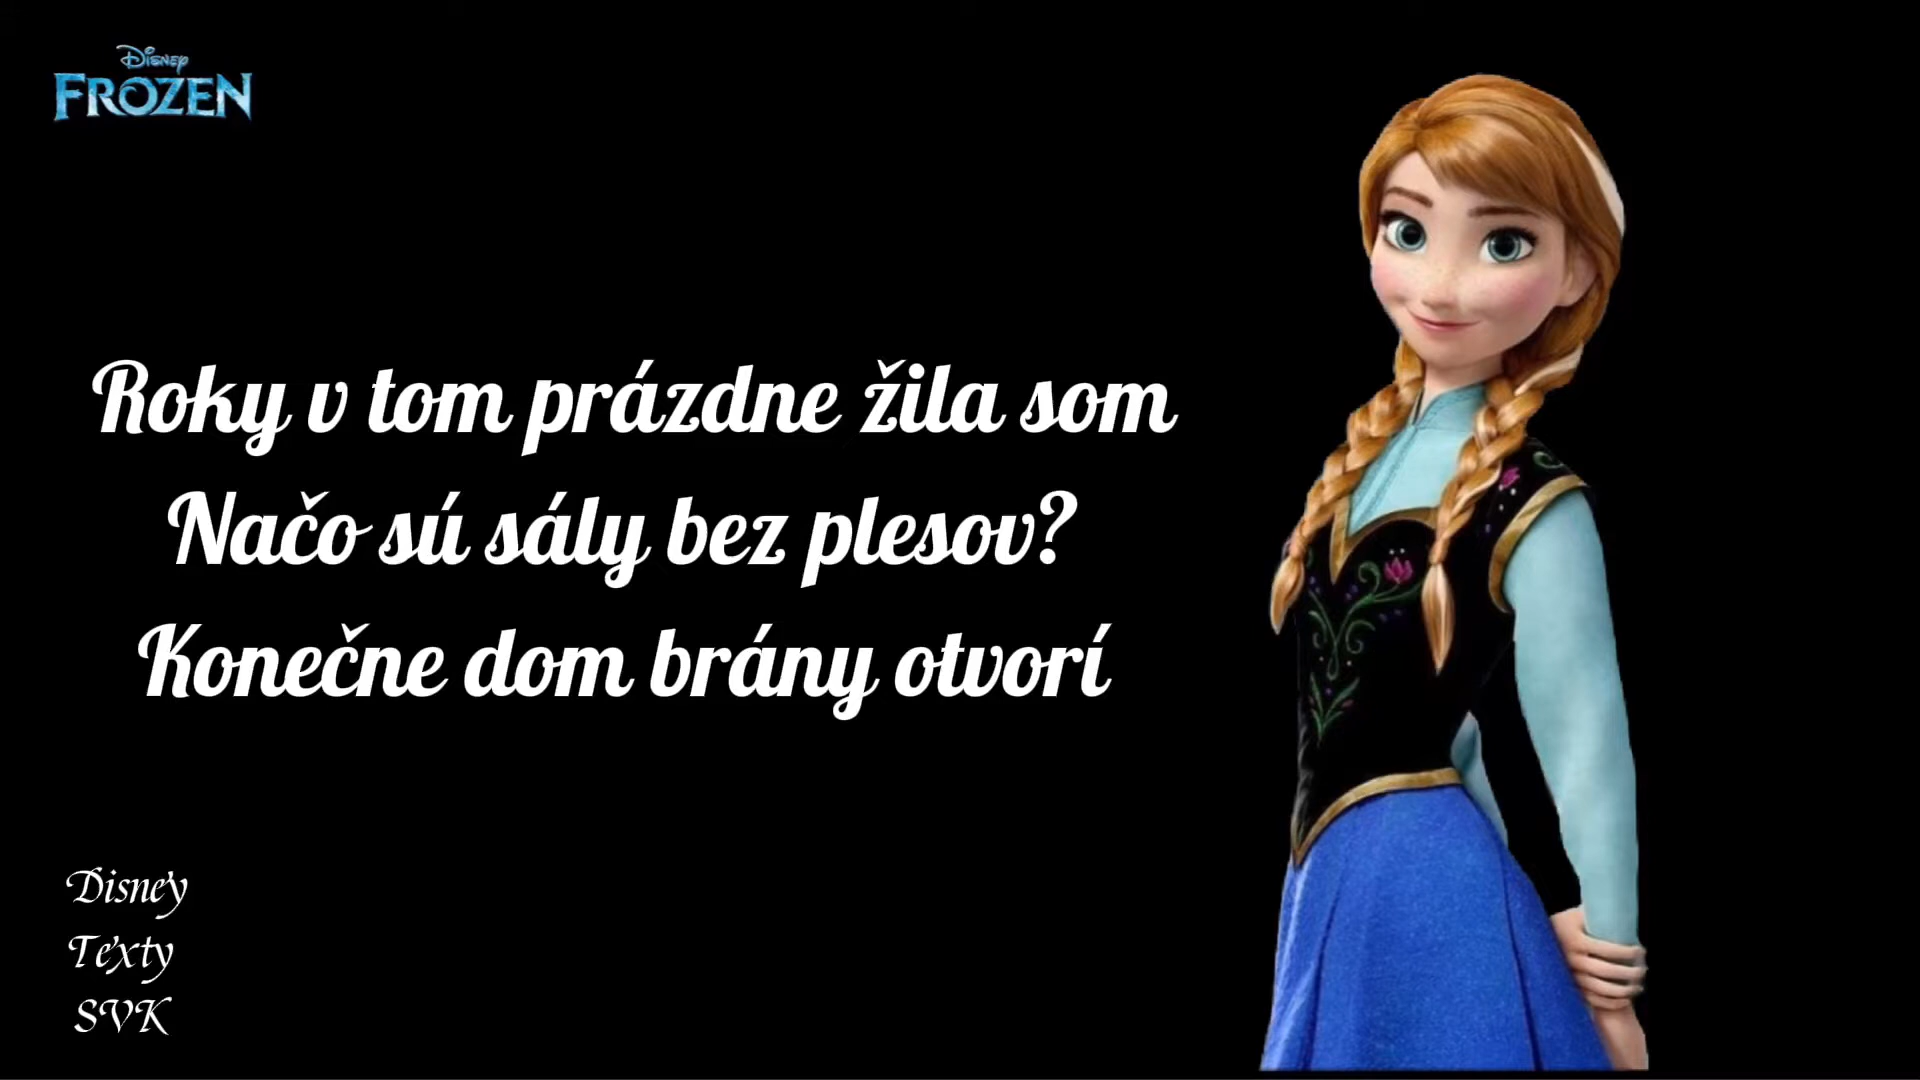 Disney
FROZEN
Roky v tom prázdne žila som
Načo sú sály bez plesov?
Konečne dom brány otvorí
Disney
Texty
SVK